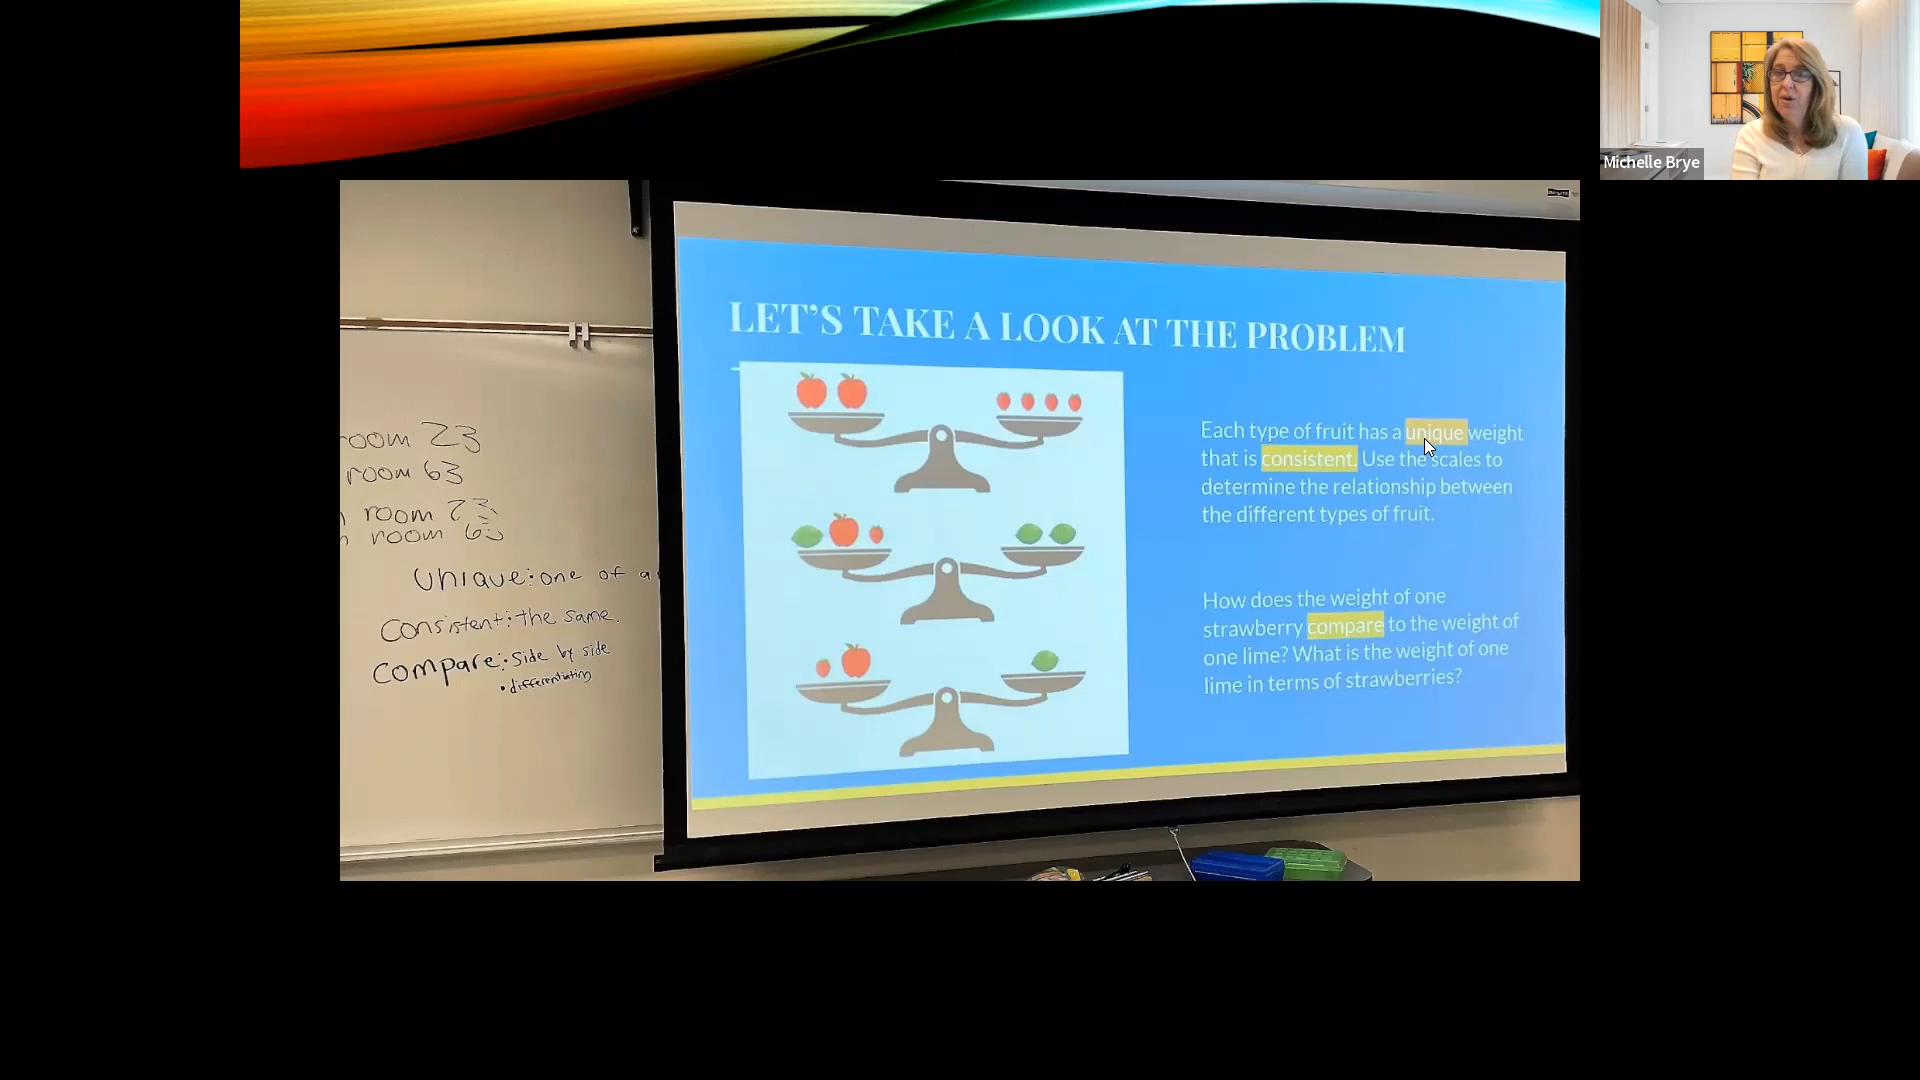 Michelle Brye
LET'S TAKE A LOOK AT THE PROBLEM
Each type of fruit has a unique weight
that is consistent. Use the scales to
determine the relationship between
the different types of fruit.
How does the weight of one
strawberry compare to the weight of
one lime? What is the weight of one
lime in terms of strawberries?
room 23
room 63
room 23
room 63
Unique: one of a
Consistent: the same.
Compare: side by side
• differentiating